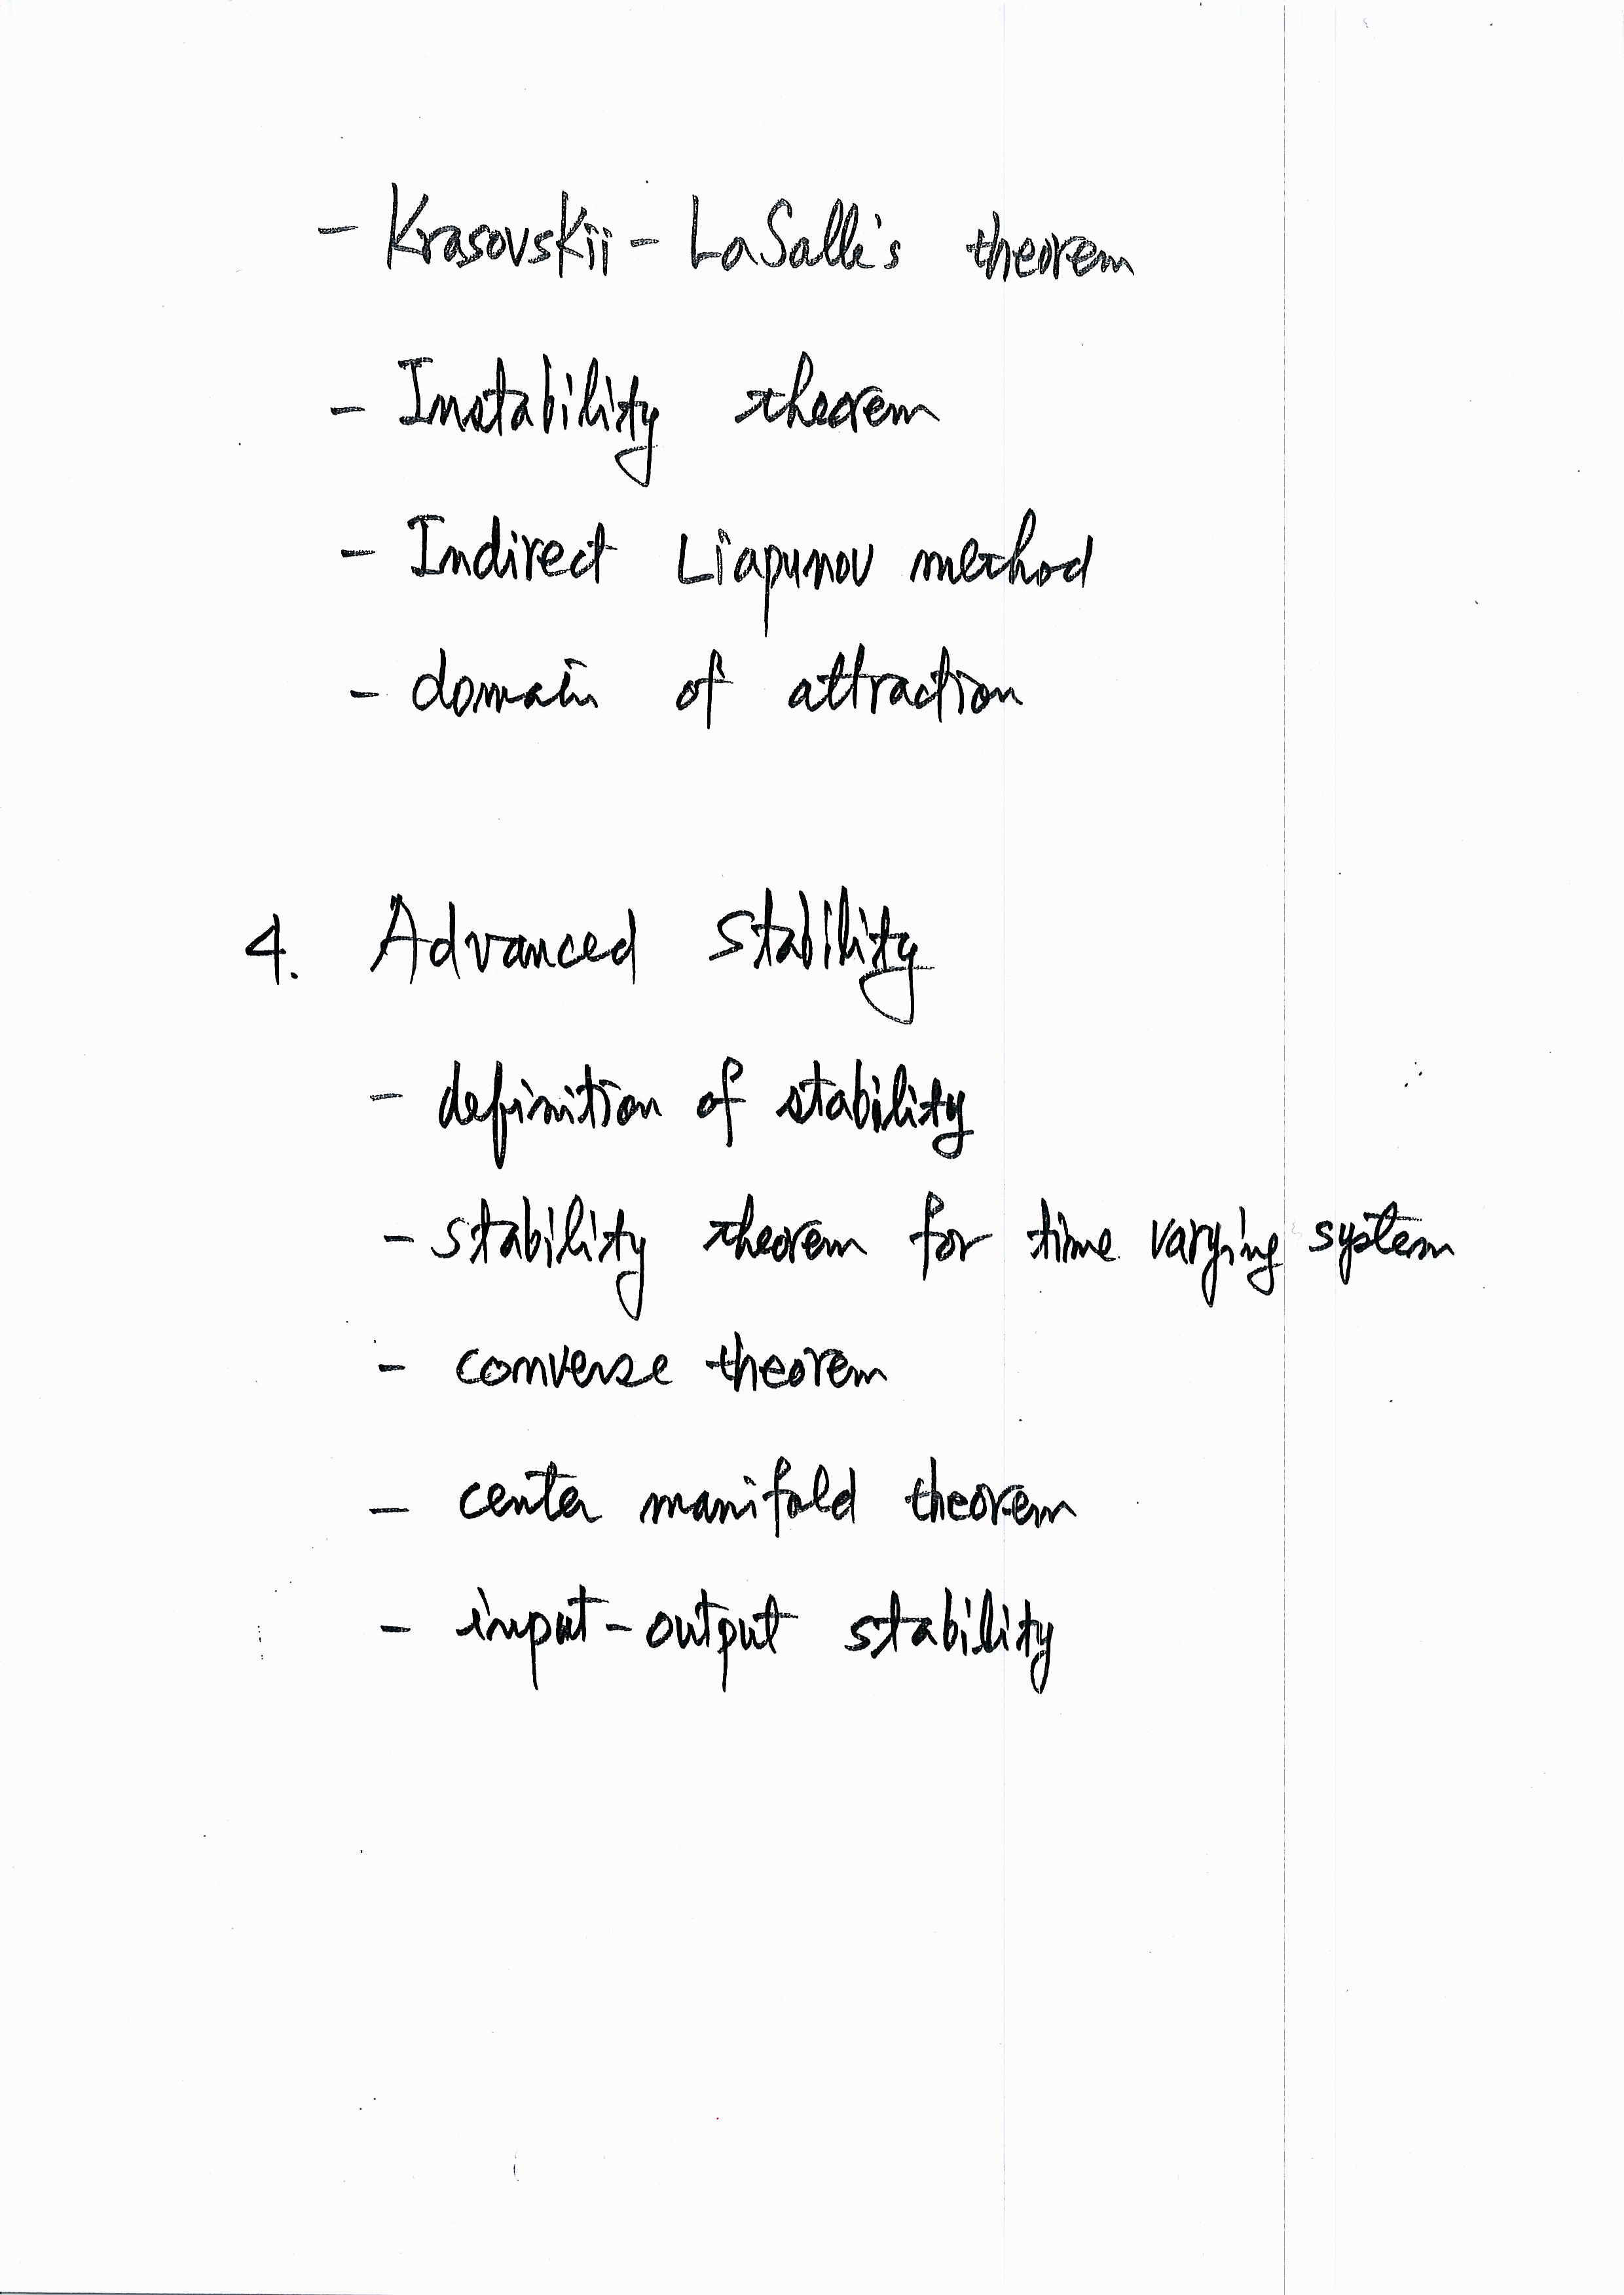 - Krasovskii - LaSalle's theorem
- Instability theorem
- Indirect Liapunov method
- domain of attraction
4. Advanced Stability
- definition of stability
- stability theorem for time varying system
- converse theorem
- center manifold theorem
- input-output stability